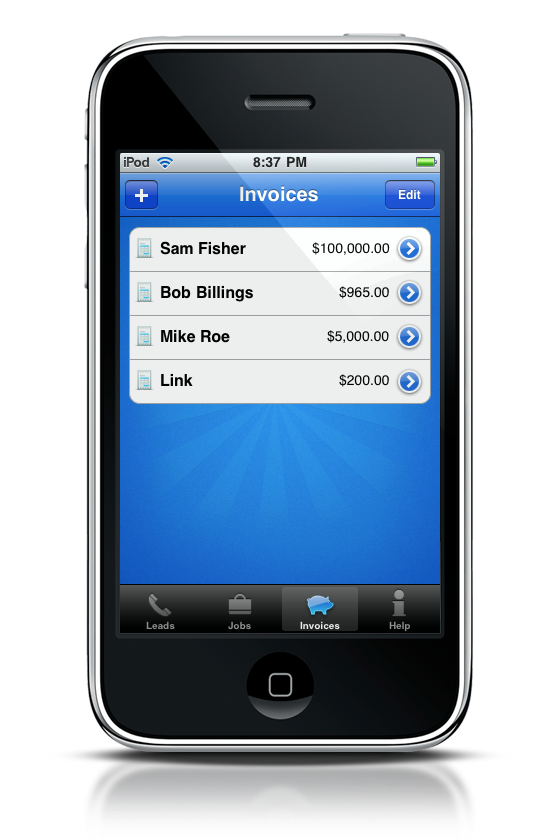 iPod 8:37 PM
+ Invoices Edit
Sam Fisher $100,000.00
Bob Billings $965.00
Mike Roe $5,000.00
Link $200.00
Leads Jobs Invoices Help